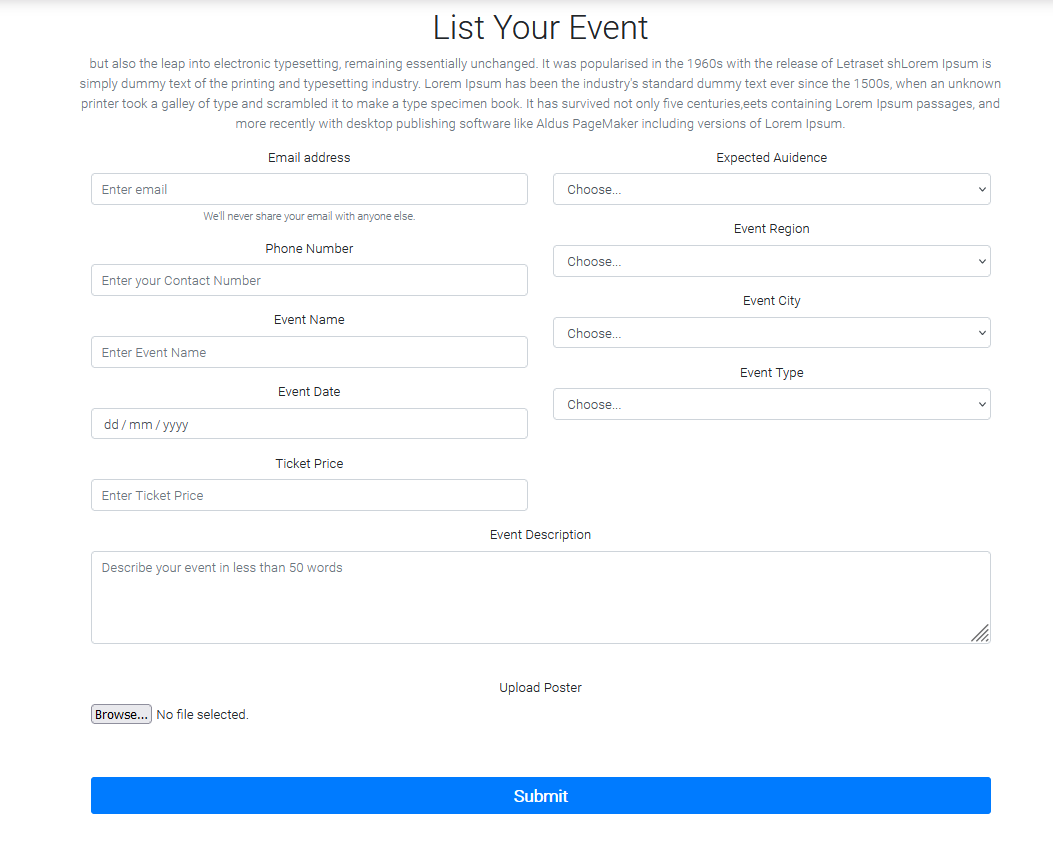 List Your Event
but also the leap into electronic typesetting, remaining essentially unchanged. It was popularised in the 1960s with the release of Letraset shLorem Ipsum is
simply dummy text of the printing and typesetting industry. Lorem Ipsum has been the industry's standard dummy text ever since the 1500s, when an unknown
printer took a galley of type and scrambled it to make a type specimen book. It has survived not only five centuries,eets containing Lorem Ipsum passages, and
more recently with desktop publishing software like Aldus PageMaker including versions of Lorem Ipsum.
Email address
Enter email
We'll never share your email with anyone else.
Phone Number
Enter your Contact Number
Event Name
Enter Event Name
Event Date
dd / mm / yyyy
Ticket Price
Enter Ticket Price
Expected Auidence
Choose...
Event Region
Choose...
Event City
Choose...
Event Type
Choose...
Event Description
Describe your event in less than 50 words
Upload Poster
Browse... No file selected.
Submit